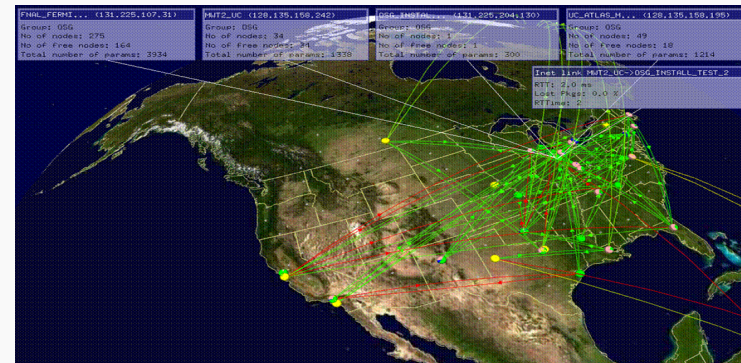 FNAL_FERMI... (131.225.107.31)
Group: OSG
No of nodes: 275
No of free nodes: 164
Total number of params: 3934
MWT2_UC (128.135.158.242)
Group: OSG
No of nodes: 34
No of free nodes: 34
Total number of params: 1338
OSG_INSTAL... (131.225.204.130)
Group: OSG
No of nodes: 1
No of free nodes: 1
Total number of params: 300
UC_ATLAS_M... (128.135.158.195)
Group: OSG
No of nodes: 49
No of free nodes: 18
Total number of params: 1214
Inet link MWT2_UC->OSG_INSTALL_TEST_2
RTT: 3.0 ms
Lost Pkgs: 0.0 %
RTTime: 2